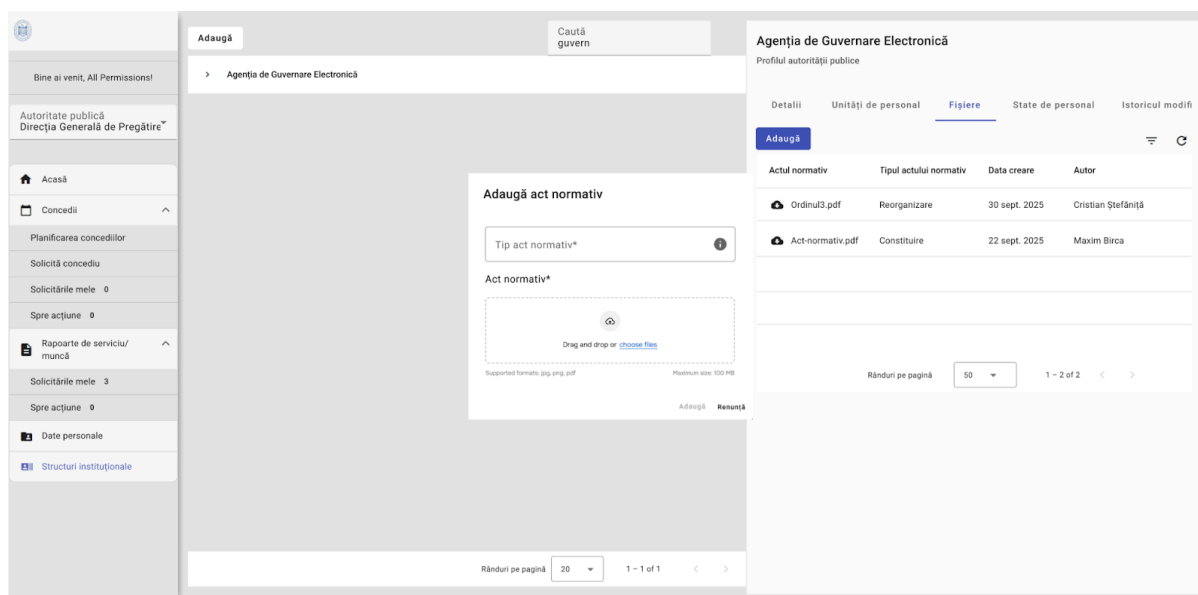 Bine ai venit, All Permissions!
Autoritate publică
Direcția Generală de Pregătire
Acasă
Concedii
Planificarea concediilor
Solicită concediu
Solicitările mele 0
Spre acțiune 0
Rapoarte de serviciu/
muncă
Solicitările mele 3
Spre acțiune 0
Date personale
Structuri instituționale
Adaugă
Caută
guvern
Agenția de Guvernare Electronică
Rânduri pe pagină 20 1 – 1 of 1
Adaugă act normativ
Tip act normativ*
Act normativ*
Drag and drop or choose files
Supported formats: jpg, png, pdf Maximum size: 100 MB
Adaugă Renunță
Agenția de Guvernare Electronică
Profilul autorității publice
Detalii Unități de personal Fișiere State de personal Istoricul modifi
Adaugă
Actul normativ Tipul actului normativ Data creare Autor
Ordinul3.pdf Reorganizare 30 sept. 2025 Cristian Ștefăniță
Act-normativ.pdf Constituire 22 sept. 2025 Maxim Birca
Rânduri pe pagină 50 1 – 2 of 2